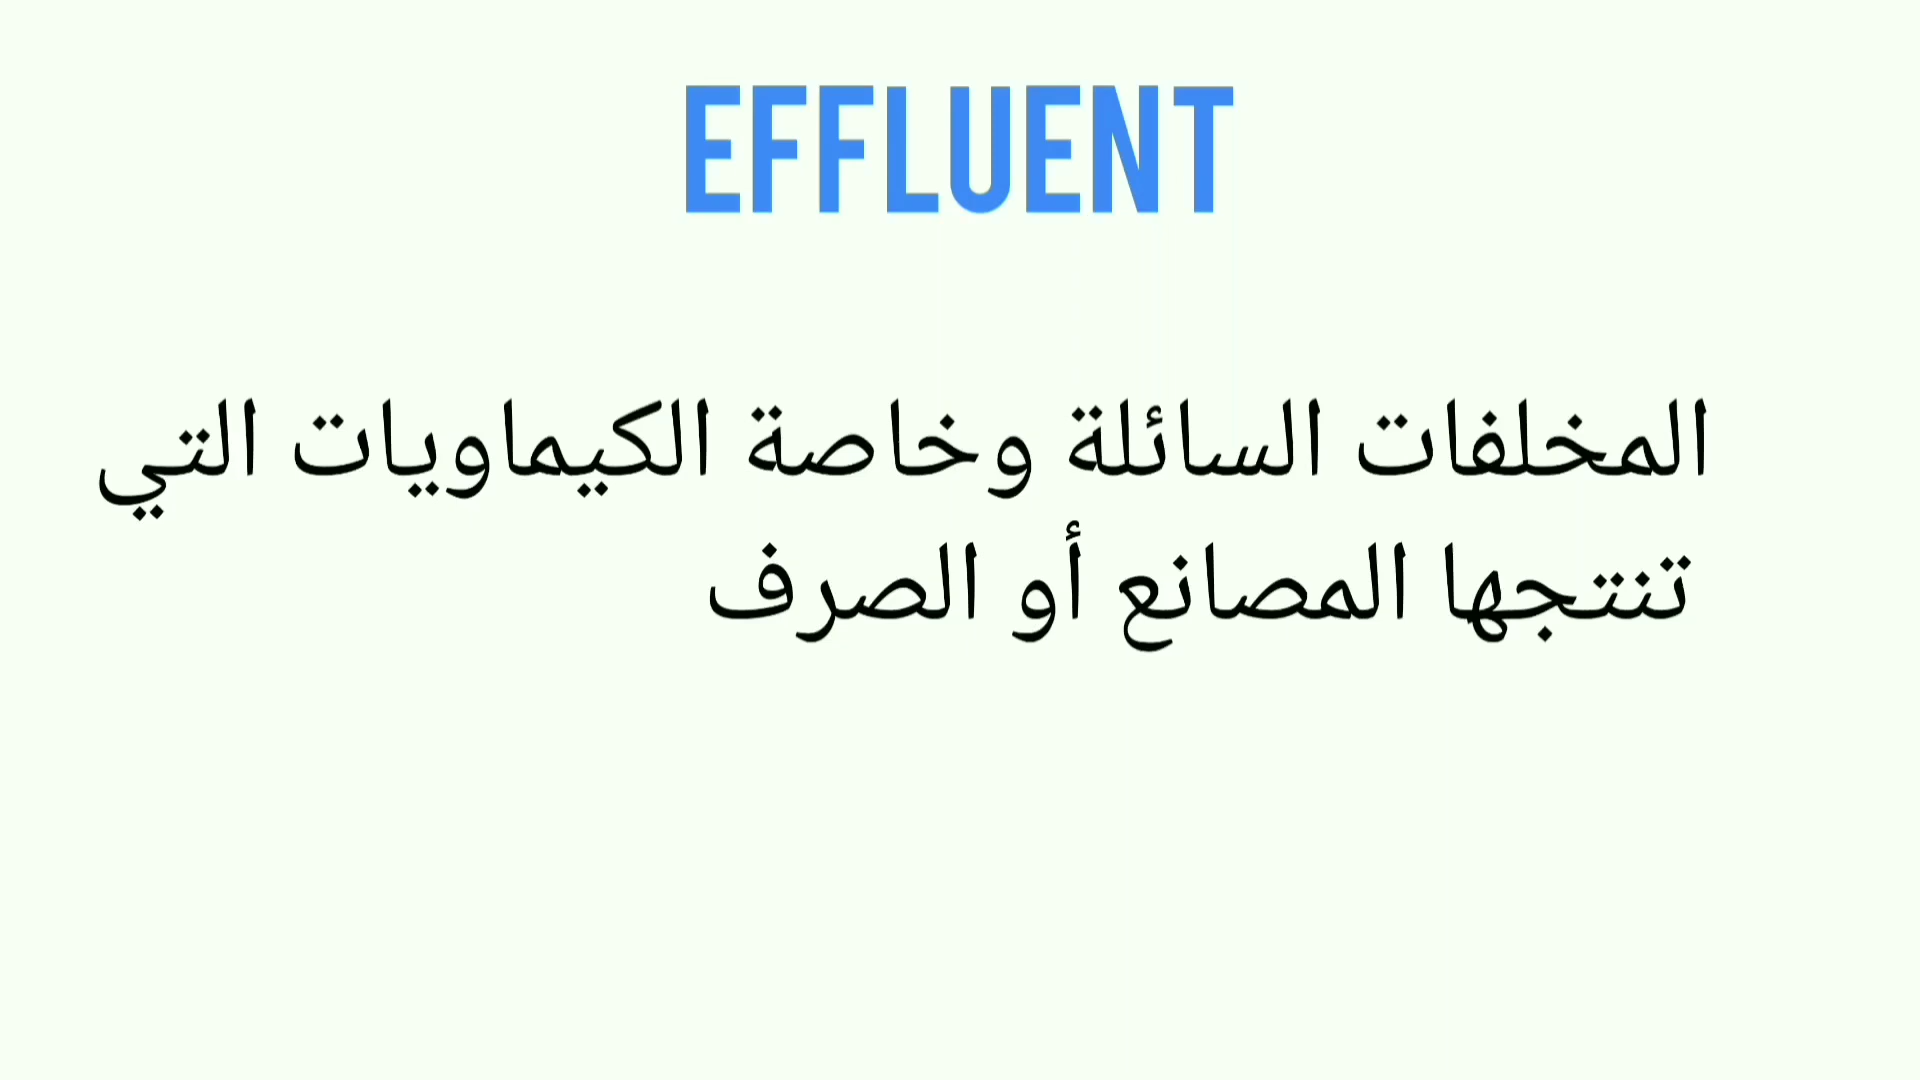 EFFLUENT
المخلفات السائلة وخاصة الكيماويات التي
تنتجها المصانع أو الصرف